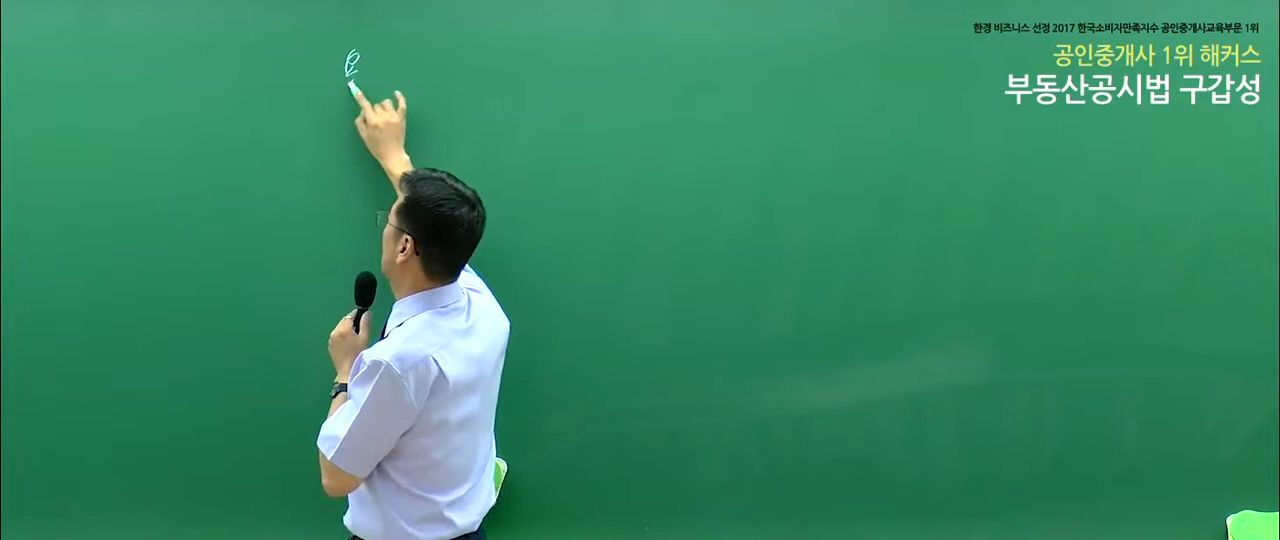 한경 비즈니스 선정 2017 한국소비자만족지수 공인중개사교육부문 1위
공인중개사 1위 해커스
부동산공시법 구갑성